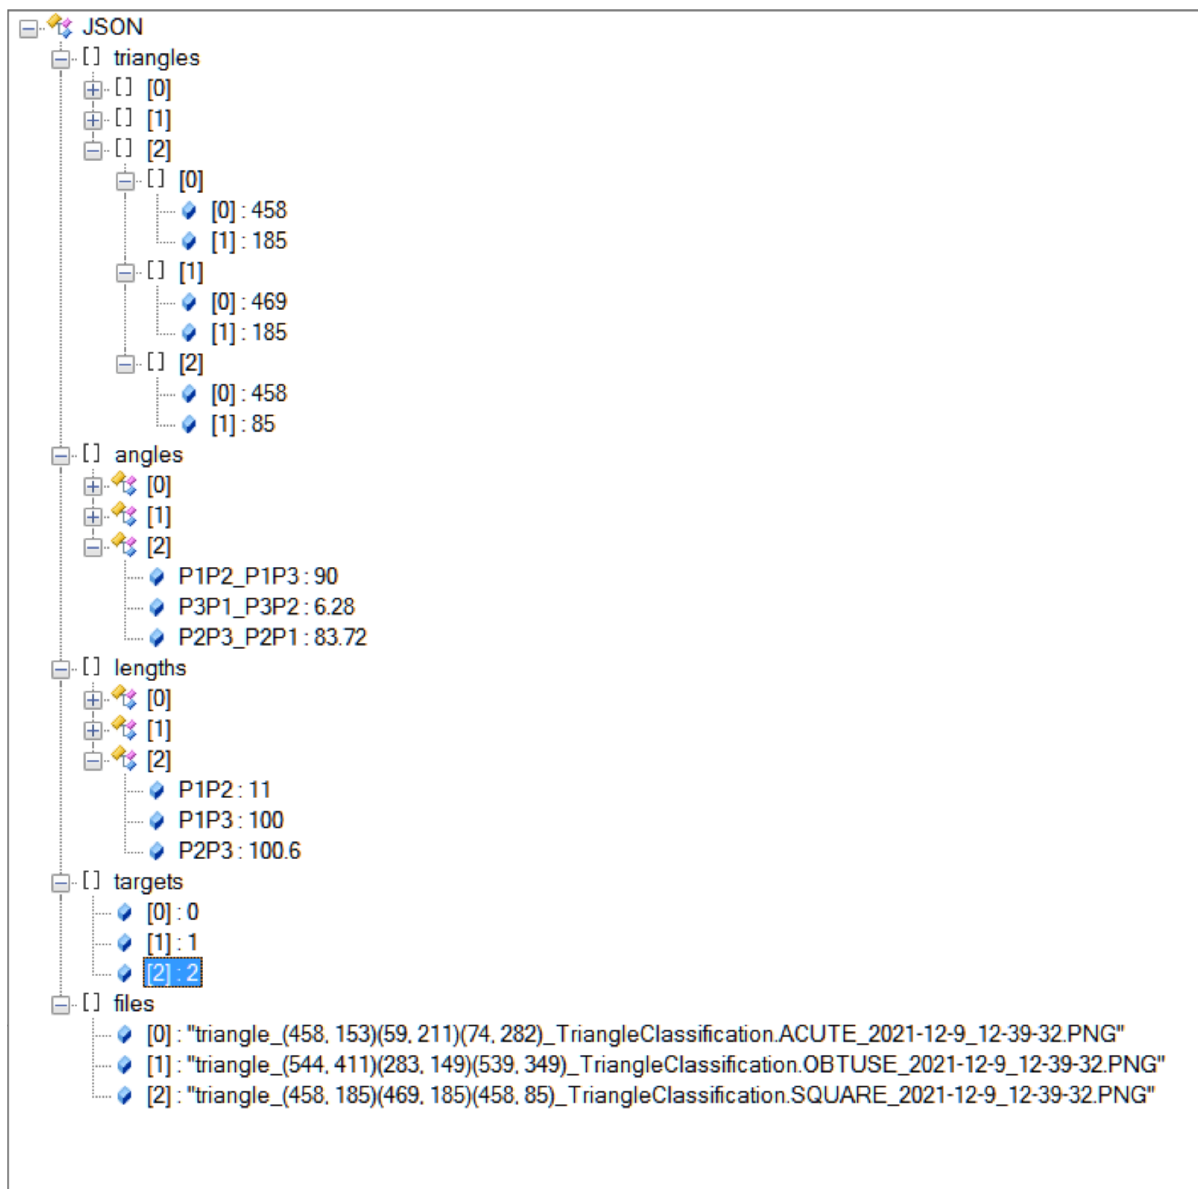 JSON
[] triangles
[] [0]
[] [1]
[] [2]
[] [0]
[0] : 458
[1] : 185
[] [1]
[0] : 469
[1] : 185
[] [2]
[0] : 458
[1] : 85
[] angles
[0]
[1]
[2]
P1P2_P1P3 : 90
P3P1_P3P2 : 6.28
P2P3_P2P1 : 83.72
[] lengths
[0]
[1]
[2]
P1P2 : 11
P1P3 : 100
P2P3 : 100.6
[] targets
[0] : 0
[1] : 1
[2] : 2
[] files
[0] : "triangle_(458, 153)(59, 211)(74, 282)_TriangleClassification.ACUTE_2021-12-9_12-39-32.PNG"
[1] : "triangle_(544, 411)(283, 149)(539, 349)_TriangleClassification.OBTUSE_2021-12-9_12-39-32.PNG"
[2] : "triangle_(458, 185)(469, 185)(458, 85)_TriangleClassification.SQUARE_2021-12-9_12-39-32.PNG"